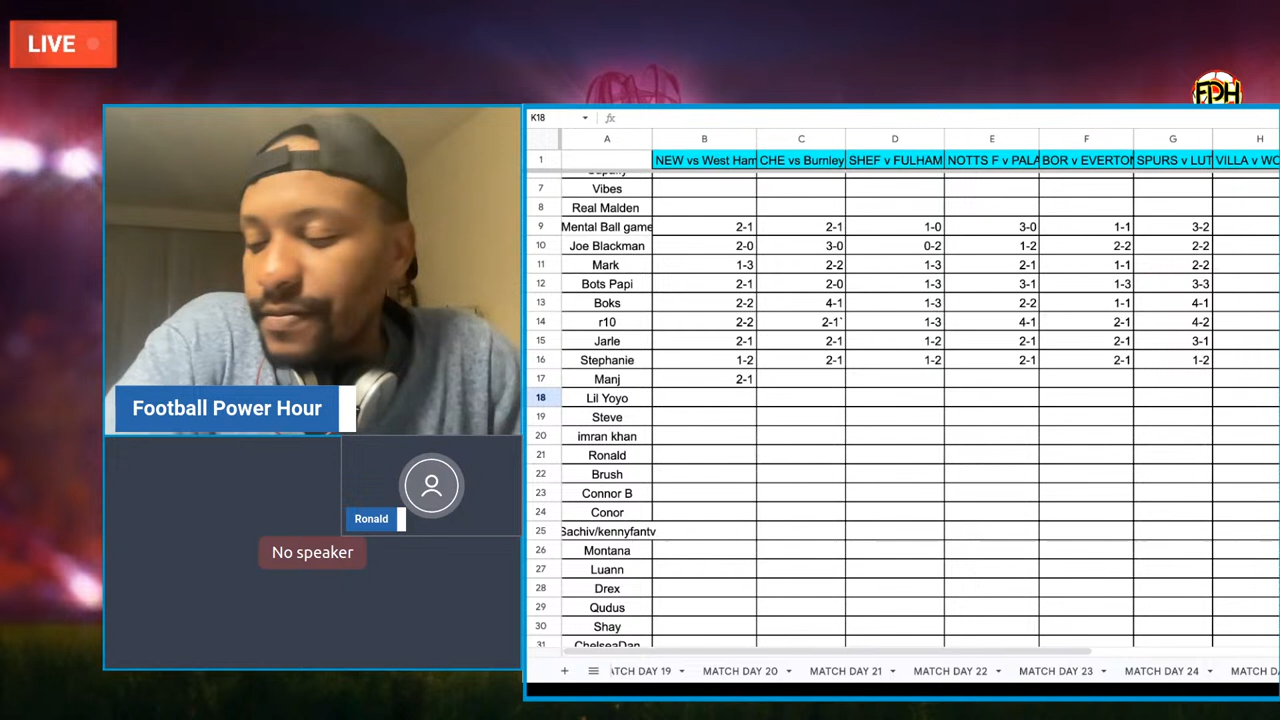 LIVE
FPH
K18 fx
A B C D E F G H
1 NEW vs West Ham CHE vs Burnley SHEF v FULHAM NOTTS F v PALA BOR v EVERTON SPURS v LUT VILLA v WO
7 Vibes
8 Real Malden
9 Mental Ball game 2-1 2-1 1-0 3-0 1-1 3-2
10 Joe Blackman 2-0 3-0 0-2 1-2 2-2 2-2
11 Mark 1-3 2-2 1-3 2-1 1-1 2-2
12 Bots Papi 2-1 2-0 1-3 3-1 1-3 3-3
13 Boks 2-2 4-1 1-3 2-2 1-1 4-1
14 r10 2-2 2-1` 1-3 4-1 2-1 4-2
15 Jarle 2-1 2-1 1-2 2-1 2-1 3-1
16 Stephanie 1-2 2-1 1-2 2-1 2-1 1-2
17 Manj 2-1
18 Lil Yoyo
19 Steve
20 imran khan
21 Ronald
22 Brush
23 Connor B
24 Conor
25 Sachiv/kennyfantv
26 Montana
27 Luann
28 Drex
29 Qudus
30 Shay
31 ChelseaDan
+ ATCH DAY 19 MATCH DAY 20 MATCH DAY 21 MATCH DAY 22 MATCH DAY 23 MATCH DAY 24 MATCH D
Football Power Hour
Ronald
No speaker